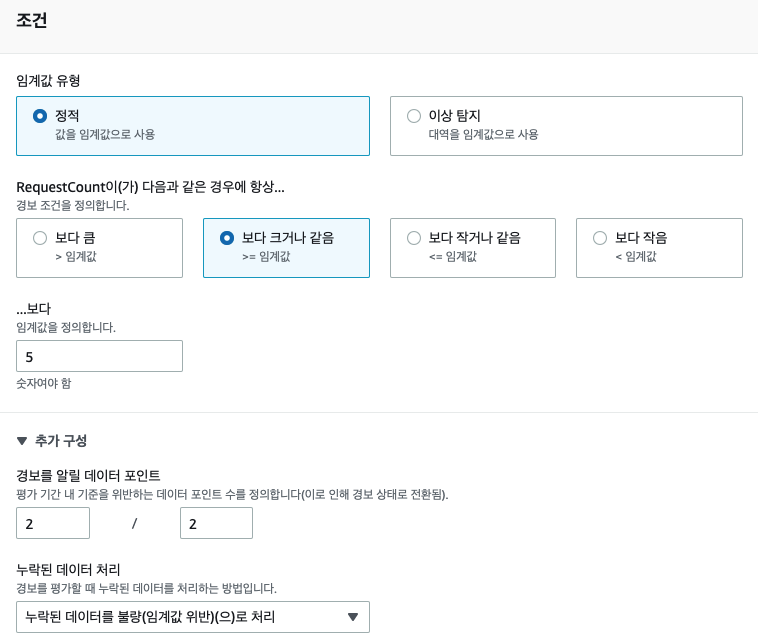 조건
임계값 유형
정적
값을 임계값으로 사용
이상 탐지
대역을 임계값으로 사용
RequestCount이(가) 다음과 같은 경우에 항상...
경보 조건을 정의합니다.
보다 큼
> 임계값
보다 크거나 같음
>= 임계값
보다 작거나 같음
<= 임계값
보다 작음
< 임계값
...보다
임계값을 정의합니다.
5
숫자여야 함
추가 구성
경보를 알릴 데이터 포인트
평가 기간 내 기준을 위반하는 데이터 포인트 수를 정의합니다(이로 인해 경보 상태로 전환됨).
2 / 2
누락된 데이터 처리
경보를 평가할 때 누락된 데이터를 처리하는 방법입니다.
누락된 데이터를 불량(임계값 위반)(으)로 처리